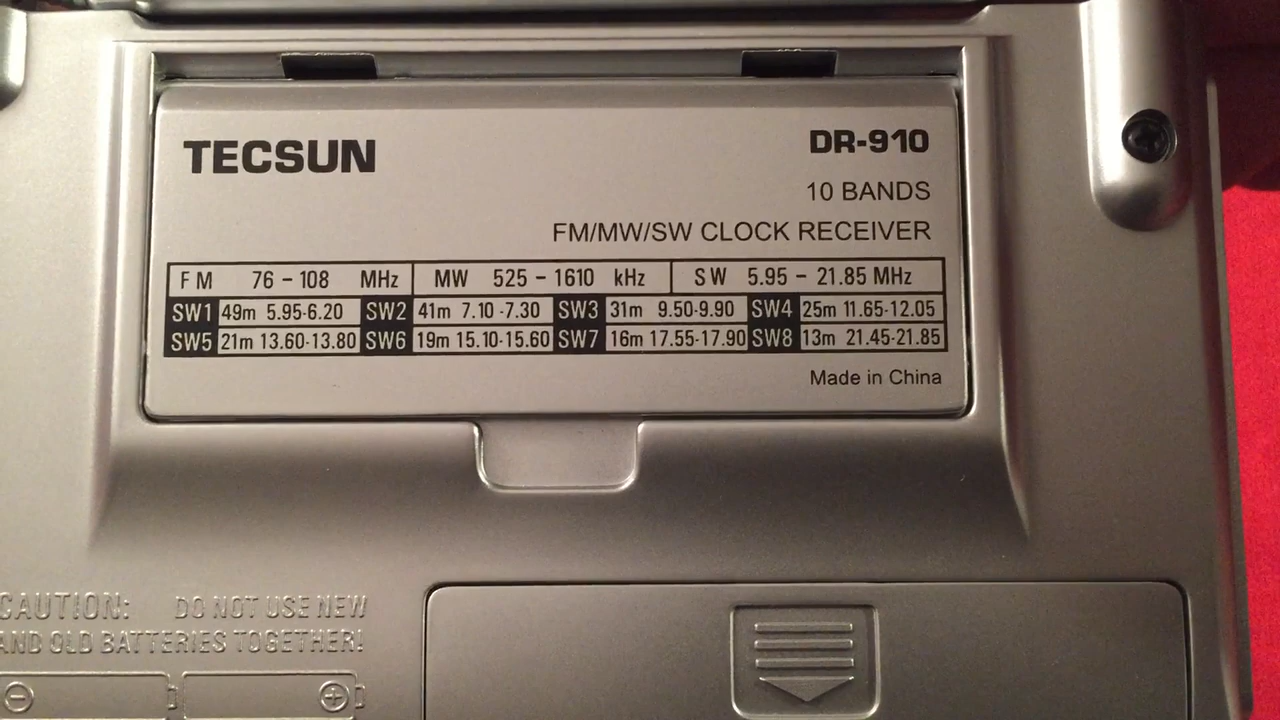 TECSUN
DR-910
10 BANDS
FM/MW/SW CLOCK RECEIVER
FM 76 - 108 MHz MW 525 - 1610 kHz SW 5.95 - 21.85 MHz
SW1 49m 5.95-6.20 SW2 41m 7.10-7.30 SW3 31m 9.50-9.90 SW4 25m 11.65-12.05
SW5 21m 13.60-13.80 SW6 19m 15.10-15.60 SW7 16m 17.55-17.90 SW8 13m 21.45-21.85
Made in China
CAUTION: DO NOT USE NEW
AND OLD BATTERIES TOGETHER!